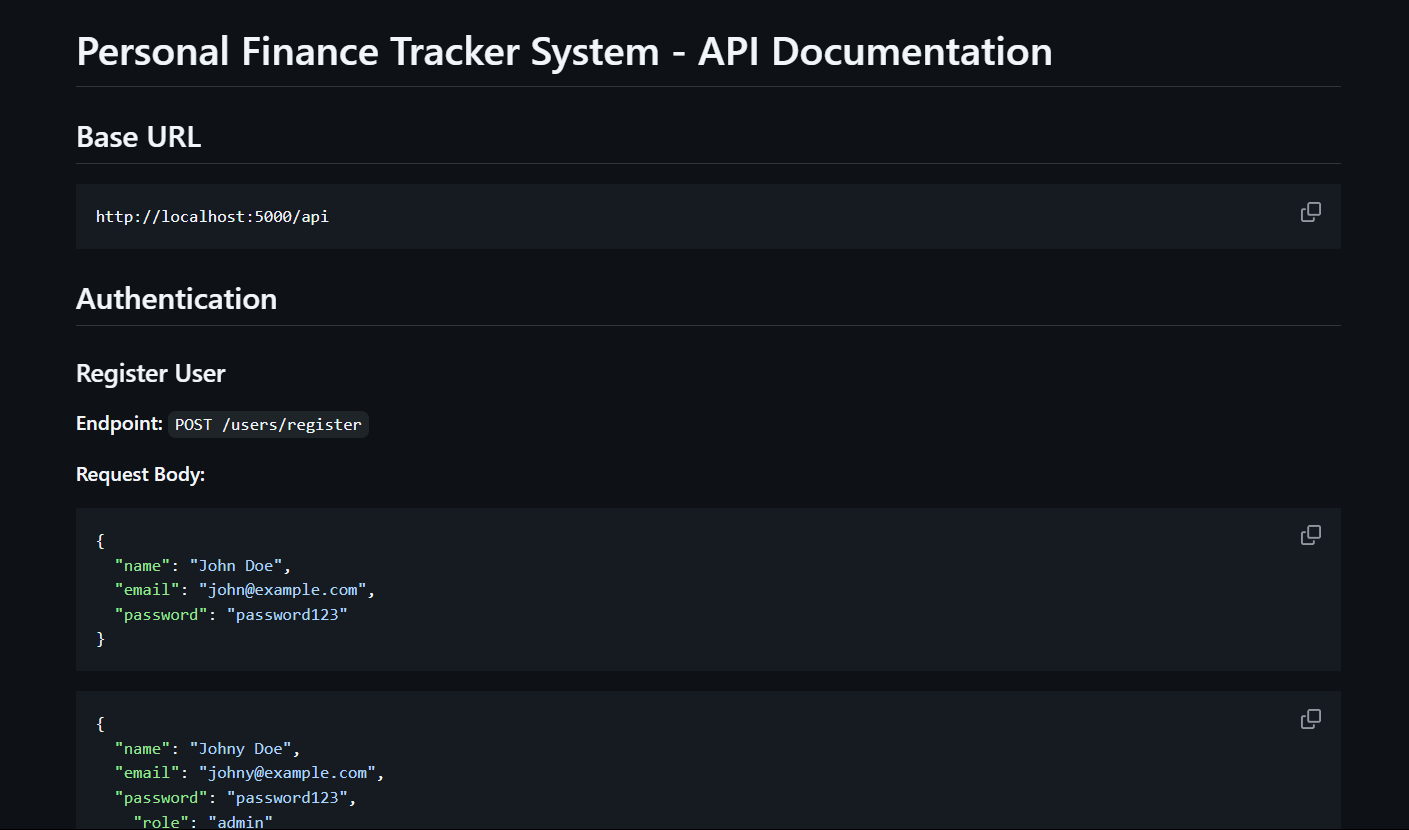 Personal Finance Tracker System - API Documentation
Base URL
http://localhost:5000/api
Authentication
Register User
Endpoint: POST /users/register
Request Body:
{
  "name": "John Doe",
  "email": "john@example.com",
  "password": "password123"
}
{
  "name": "Johny Doe",
  "email": "johny@example.com",
  "password": "password123",
    "role": "admin"